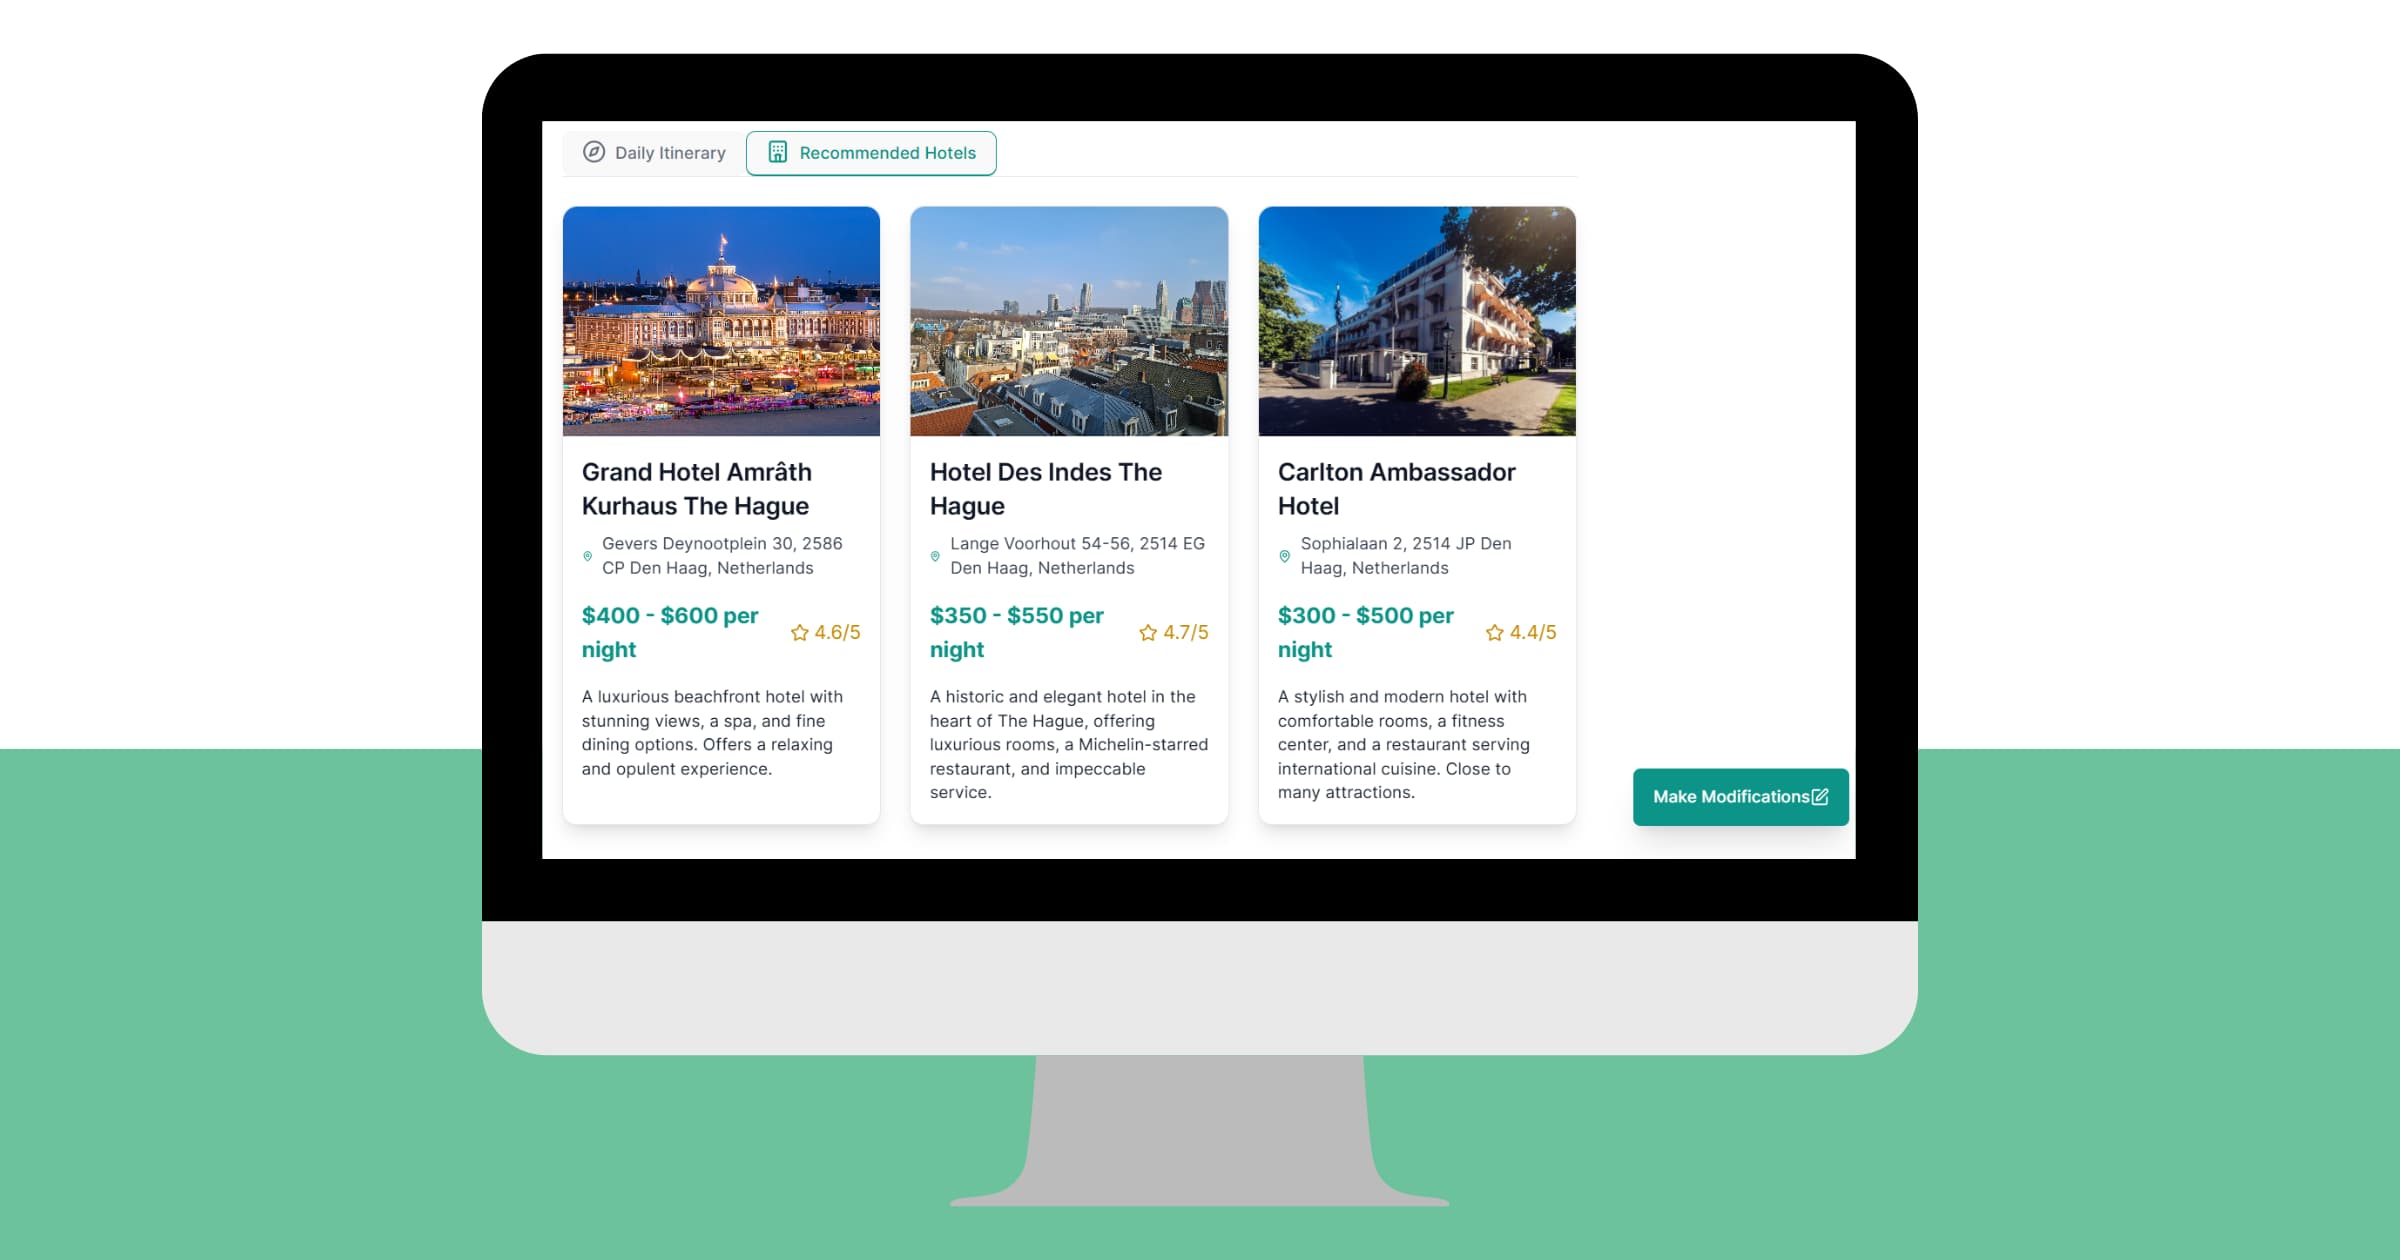 Daily Itinerary
Recommended Hotels
Grand Hotel Amrâth
Kurhaus The Hague
Gevers Deynootplein 30, 2586
CP Den Haag, Netherlands
$400 - $600 per
night
4.6/5
A luxurious beachfront hotel with
stunning views, a spa, and fine
dining options. Offers a relaxing
and opulent experience.
Hotel Des Indes The
Hague
Lange Voorhout 54-56, 2514 EG
Den Haag, Netherlands
$350 - $550 per
night
4.7/5
A historic and elegant hotel in the
heart of The Hague, offering
luxurious rooms, a Michelin-starred
restaurant, and impeccable
service.
Carlton Ambassador
Hotel
Sophialaan 2, 2514 JP Den
Haag, Netherlands
$300 - $500 per
night
4.4/5
A stylish and modern hotel with
comfortable rooms, a fitness
center, and a restaurant serving
international cuisine. Close to
many attractions.
Make Modifications